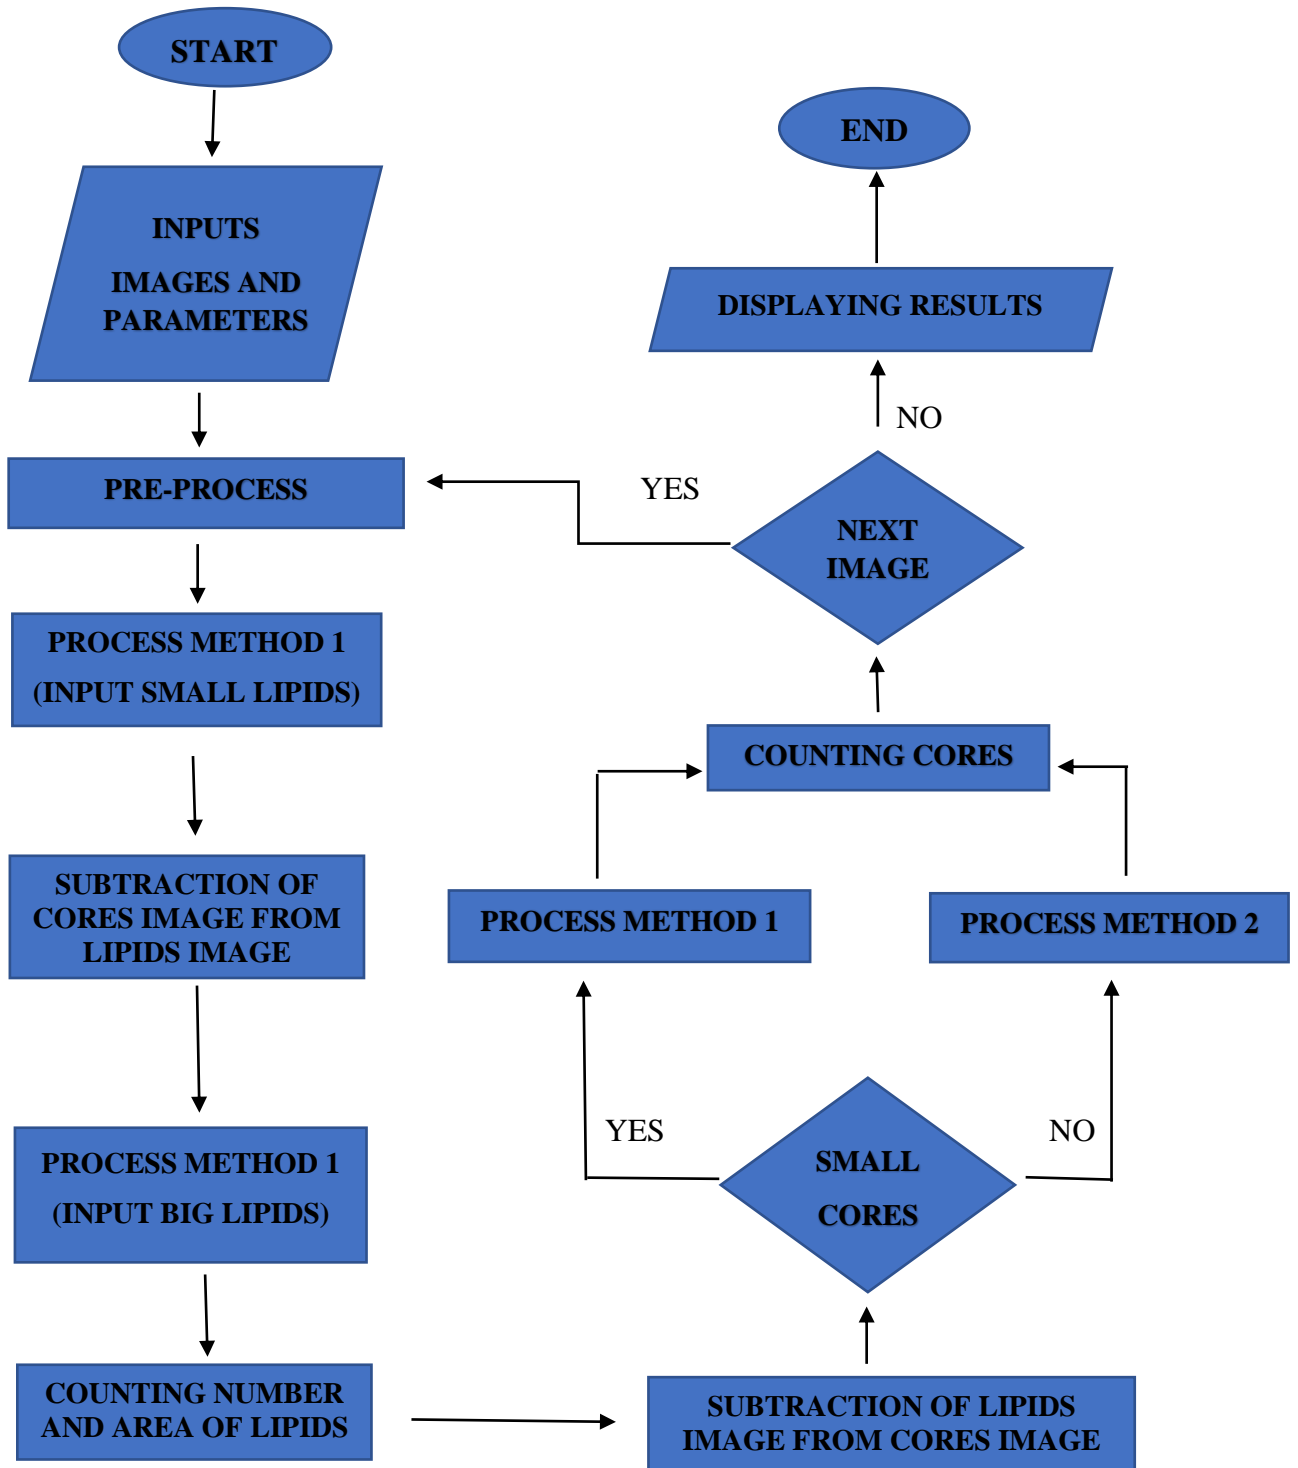 START
INPUTS
IMAGES AND
PARAMETERS
PRE-PROCESS
PROCESS METHOD 1
(INPUT SMALL LIPIDS)
SUBTRACTION OF
CORES IMAGE FROM
LIPIDS IMAGE
PROCESS METHOD 1
(INPUT BIG LIPIDS)
COUNTING NUMBER
AND AREA OF LIPIDS
SUBTRACTION OF LIPIDS
IMAGE FROM CORES IMAGE
SMALL
CORES
YES
NO
PROCESS METHOD 1
PROCESS METHOD 2
COUNTING CORES
NEXT
IMAGE
YES
NO
DISPLAYING RESULTS
END